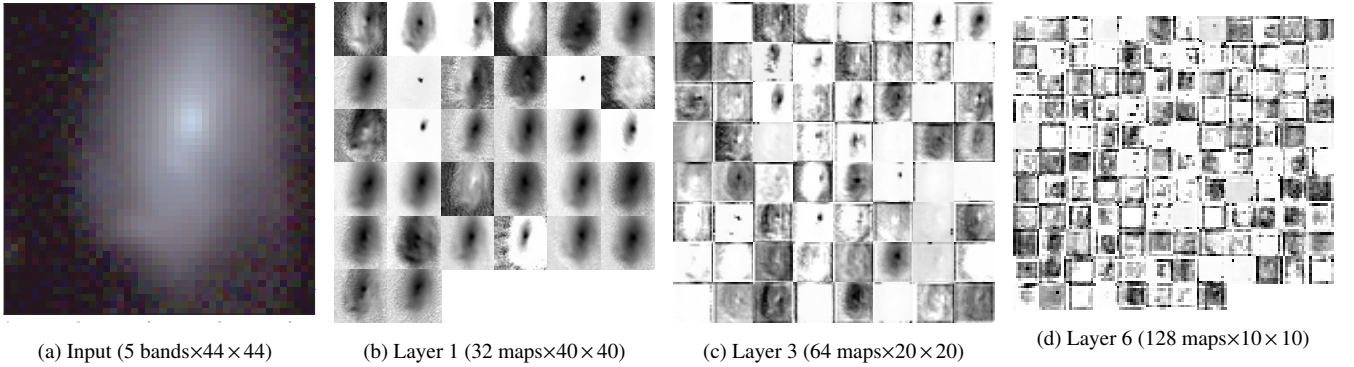 (a) Input (5 bands×44×44)
(b) Layer 1 (32 maps×40×40)
(c) Layer 3 (64 maps×20×20)
(d) Layer 6 (128 maps×10×10)